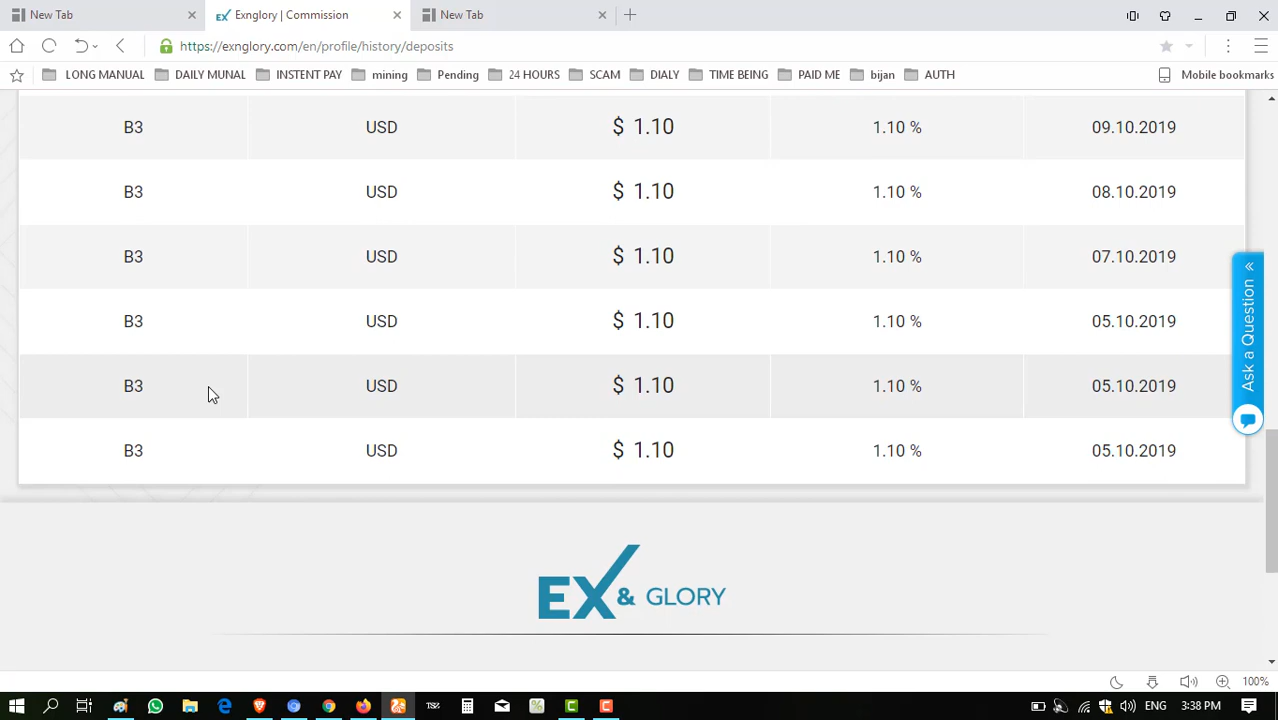 New Tab
Exnglory | Commission
New Tab
https://exnglory.com/en/profile/history/deposits
LONG MANUAL
DAILY MUNAL
INSTENT PAY
mining
Pending
24 HOURS
SCAM
DIALY
TIME BEING
PAID ME
bijan
AUTH
Mobile bookmarks
B3 USD $ 1.10 1.10 % 09.10.2019
B3 USD $ 1.10 1.10 % 08.10.2019
B3 USD $ 1.10 1.10 % 07.10.2019
B3 USD $ 1.10 1.10 % 05.10.2019
B3 USD $ 1.10 1.10 % 05.10.2019
B3 USD $ 1.10 1.10 % 05.10.2019
Ask a Question
EX & GLORY
100%
ENG 3:38 PM